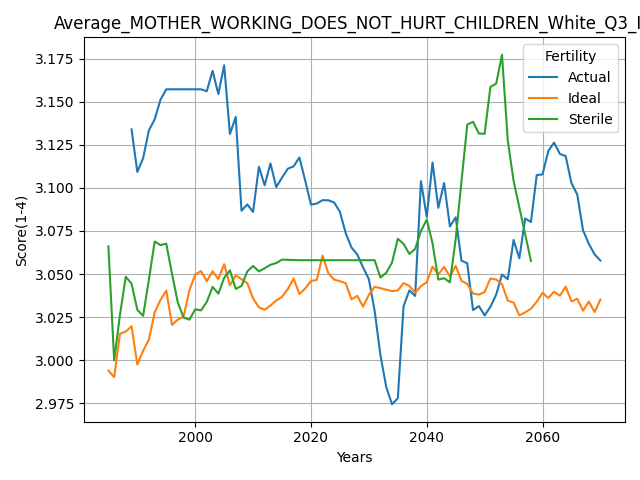 Average_MOTHER_WORKING_DOES_NOT_HURT_CHILDREN_White_Q3_I
Fertility
Actual
Ideal
Sterile
3.175
3.150
3.125
3.100
3.075
3.050
3.025
3.000
2.975
Score(1-4)
2000 2020 2040 2060
Years